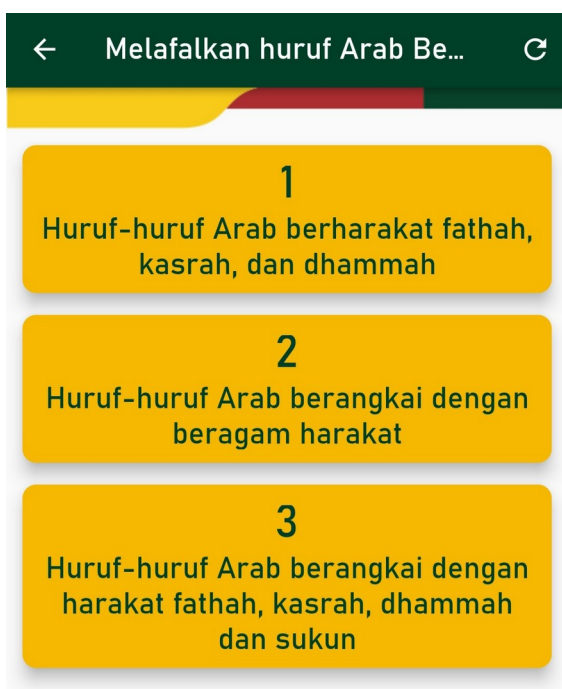 Melafalkan huruf Arab Be...
1
Huruf-huruf Arab berharakat fathah,
kasrah, dan dhammah
2
Huruf-huruf Arab berangkai dengan
beragam harakat
3
Huruf-huruf Arab berangkai dengan
harakat fathah, kasrah, dhammah
dan sukun